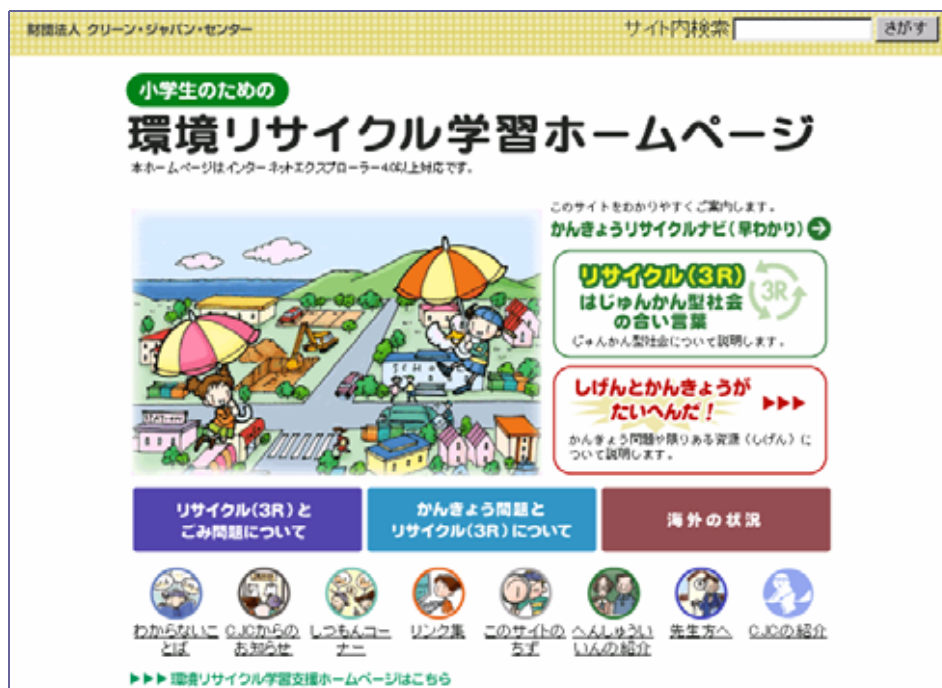 財団法人 クリーン・ジャパン・センター
サイト内検索
さがす
小学生のための
環境リサイクル学習ホームページ
本ホームページはインターネットエクスプローラー4.0以上対応です。
このサイトをわかりやすくご案内します。
かんきょうリサイクルナビ(早わかり)
リサイクル(3R)
はじゅんかん型社会
の合い言葉
3R
じゅんかん型社会について説明します。
しげんとかんきょうが
たいへんだ!
かんきょう問題や限りある資源(しげん)に
ついて説明します。
リサイクル(3R)と
ごみ問題について
かんきょう問題と
リサイクル(3R)について
海外の状況
わからないこ
とば
CJCからの
お知らせ
しつもんコー
ナー
リンク集
このサイトの
ちず
へんしゅうい
いんの紹介
先生方へ
CJCの紹介
▶▶▶環境リサイクル学習支援ホームページはこちら